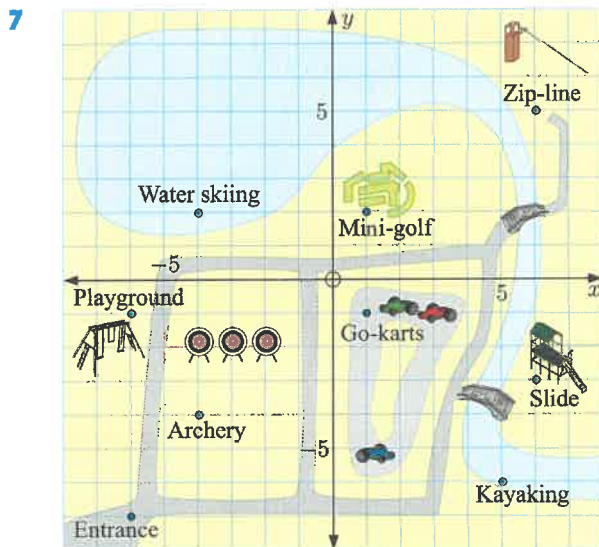 7
y
Zip-line
5
Water skiing
Mini-golf
-5
x
Playground
5
Go-karts
Slide
Archery
-5
Kayaking
Entrance